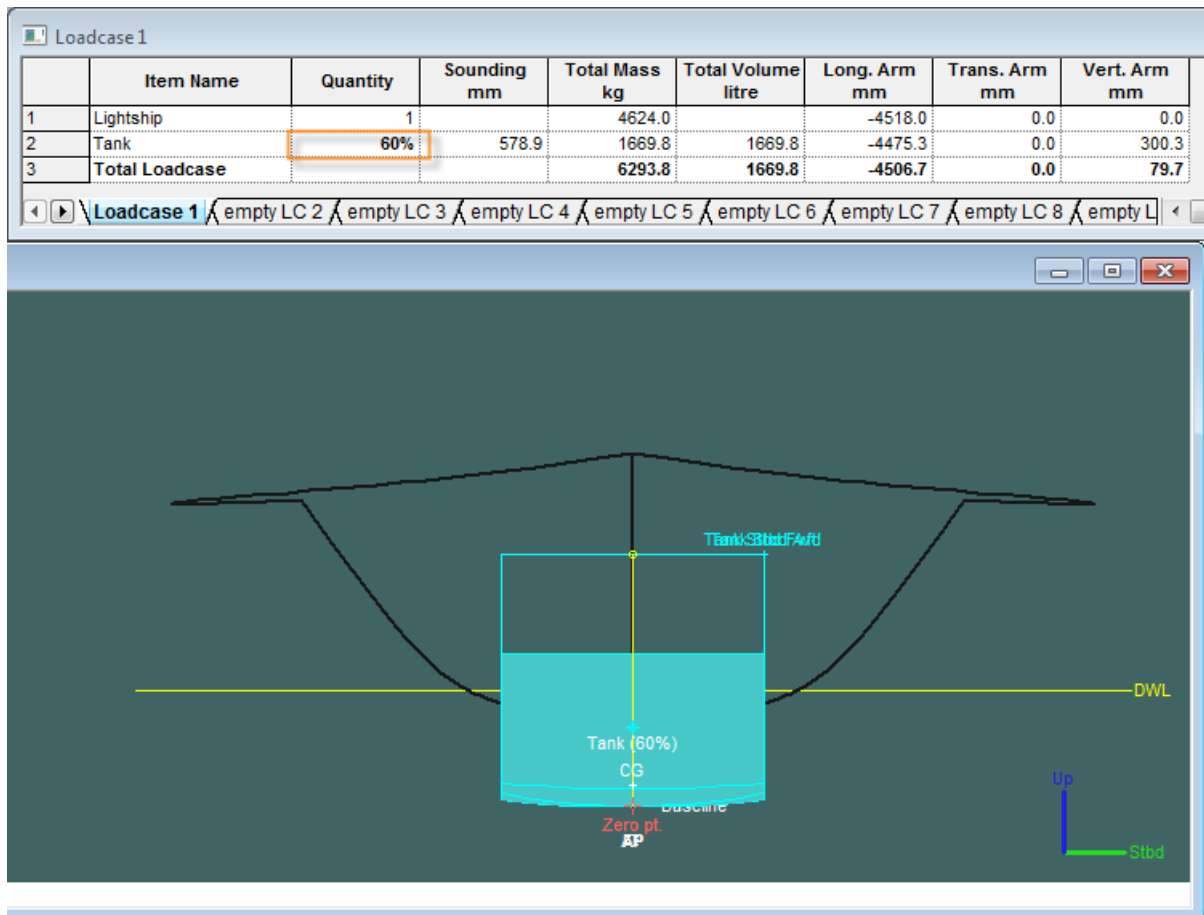 Loadcase 1
Item Name Quantity Sounding mm Total Mass kg Total Volume litre Long. Arm mm Trans. Arm mm Vert. Arm mm
1 Lightship 1 4624.0 -4518.0 0.0 0.0
2 Tank 60% 578.9 1669.8 1669.8 -4475.3 0.0 300.3
3 Total Loadcase 6293.8 1669.8 -4506.7 0.0 79.7
Loadcase 1 empty LC 2 empty LC 3 empty LC 4 empty LC 5 empty LC 6 empty LC 7 empty LC 8 empty L
DWL
Tank (60%)
CG
Up
Baseline
Zero pt.
Stbd